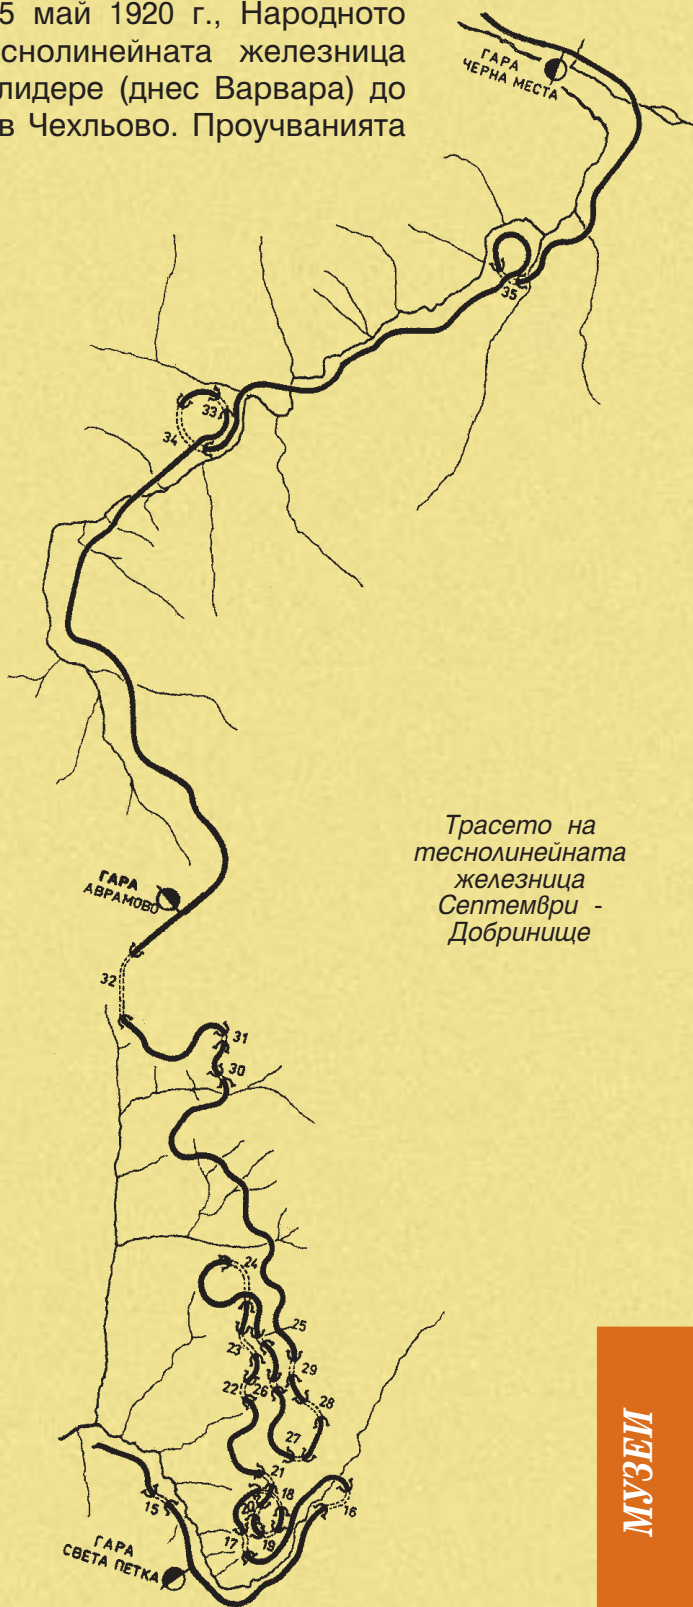 5 май 1920 г., Народното
снолинейната железница
лидере (днес Варвара) до
в Чехльово. Проучванията
ГАРА
ЧЕРНА МЕСТА
35
33
34
Трасето на
теснолинейната
железница
Септември -
Добринище
ГАРА
АВРАМОВО
32
31
30
24
25
23
29
22
26
28
27
21
18
20
16
15
17
19
ГАРА
СВЕТА ПЕТКА
МУЗЕИ